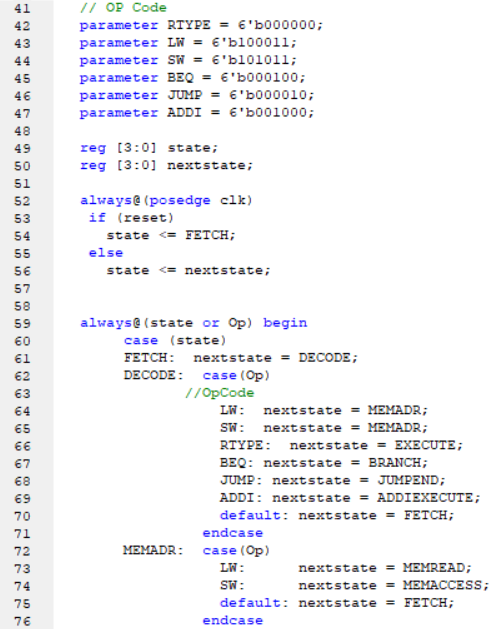 41 // OP Code
42 parameter RTYPE = 6'b000000;
43 parameter LW = 6'b100011;
44 parameter SW = 6'b101011;
45 parameter BEQ = 6'b000100;
46 parameter JUMP = 6'b000010;
47 parameter ADDI = 6'b001000;
48
49 reg [3:0] state;
50 reg [3:0] nextstate;
51
52 always@(posedge clk)
53 if (reset)
54 state <= FETCH;
55 else
56 state <= nextstate;
57
58
59 always@(state or Op) begin
60 case (state)
61 FETCH: nextstate = DECODE;
62 DECODE: case(Op)
63 //OpCode
64 LW: nextstate = MEMADR;
65 SW: nextstate = MEMADR;
66 RTYPE: nextstate = EXECUTE;
67 BEQ: nextstate = BRANCH;
68 JUMP: nextstate = JUMPEND;
69 ADDI: nextstate = ADDIEXECUTE;
70 default: nextstate = FETCH;
71 endcase
72 MEMADR: case(Op)
73 LW: nextstate = MEMREAD;
74 SW: nextstate = MEMACCESS;
75 default: nextstate = FETCH;
76 endcase